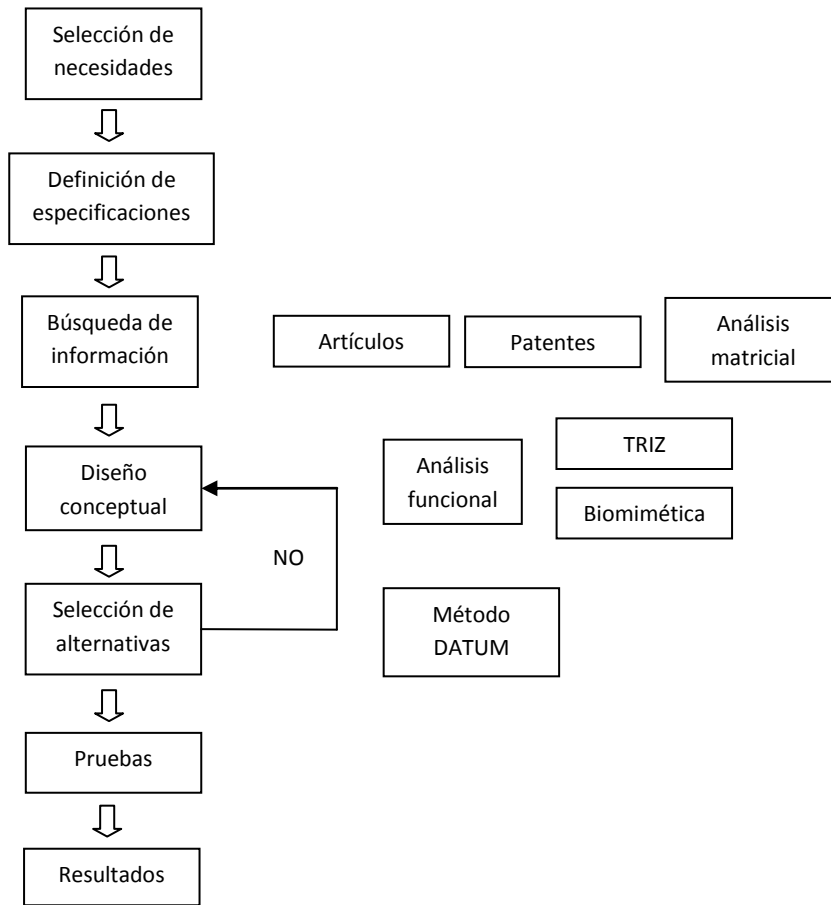 Selección de
necesidades
Definición de
especificaciones
Búsqueda de
información
Artículos
Patentes
Análisis
matricial
Diseño
conceptual
Análisis
funcional
TRIZ
Biomimética
NO
Selección de
alternativas
Método
DATUM
Pruebas
Resultados